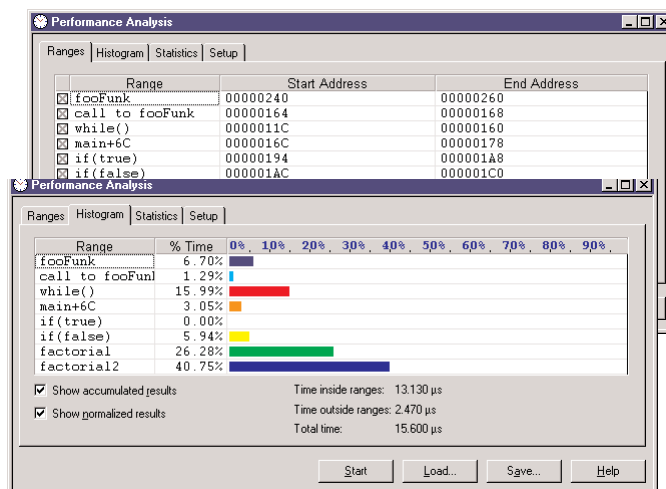 Performance Analysis
Ranges Histogram Statistics Setup
Range Start Address End Address
fooFunk 00000240 00000260
call to fooFunk 00000164 00000168
while() 0000011C 00000160
main+6C 0000016C 00000178
if(true) 00000194 000001A8
if(false) 000001AC 000001C0
Performance Analysis
Ranges Histogram Statistics Setup
Range % Time 0% 10% 20% 30% 40% 50% 60% 70% 80% 90%
fooFunk 6.70%
call to fooFunl 1.29%
while() 15.99%
main+6C 3.05%
if(true) 0.00%
if(false) 5.94%
factorial 26.28%
factorial2 40.75%
Show accumulated results Time inside ranges: 13.130 µs
Show normalized results Time outside ranges: 2.470 µs
Total time: 15.600 µs
Start Load... Save... Help